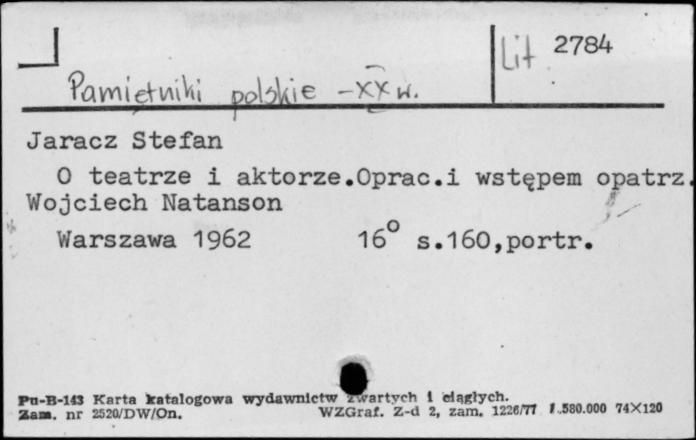 Lit 2784
Pamiętniki polskie - XX w.
Jaracz Stefan
O teatrze i aktorze.Oprac.i wstępem opatrz.
Wojciech Natanson
Warszawa 1962 16° s.160,portr.
Pu-B-143 Karta katalogowa wydawnictw zwartych i ciągłych.
Zam. nr 2520/DW/On. WZGraf. Z-d 2, zam. 1226/77 1.580.000 74×120